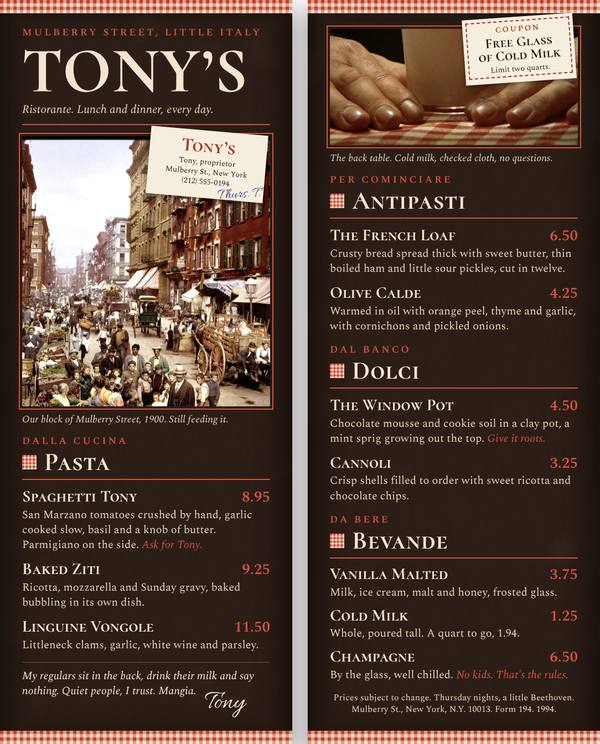 MULBERRY STREET, LITTLE ITALY
TONY'S
Ristorante. Lunch and dinner, every day.
TONY'S
Tony, proprietor
Mulberry St., New York
(212) 555-0194
Thurs. T.
Our block of Mulberry Street, 1900. Still feeding it.
DALLA CUCINA
PASTA
SPAGHETTI TONY 8.95
San Marzano tomatoes crushed by hand, garlic
cooked slow, basil and a knob of butter.
Parmigiano on the side. Ask for Tony.
BAKED ZITI 9.25
Ricotta, mozzarella and Sunday gravy, baked
bubbling in its own dish.
LINGUINE VONGOLE 11.50
Littleneck clams, garlic, white wine and parsley.
My regulars sit in the back, drink their milk and say
nothing. Quiet people, I trust. Mangia.
Tony
COUPON
FREE GLASS
OF COLD MILK
Limit two quarts.
The back table. Cold milk, checked cloth, no questions.
PER COMINCIARE
ANTIPASTI
THE FRENCH LOAF 6.50
Crusty bread spread thick with sweet butter, thin
boiled ham and little sour pickles, cut in twelve.
OLIVE CALDE 4.25
Warmed in oil with orange peel, thyme and garlic,
with cornichons and pickled onions.
DAL BANCO
DOLCI
THE WINDOW POT 4.50
Chocolate mousse and cookie soil in a clay pot, a
mint sprig growing out the top. Give it roots.
CANNOLI 3.25
Crisp shells filled to order with sweet ricotta and
chocolate chips.
DA BERE
BEVANDE
VANILLA MALTED 3.75
Milk, ice cream, malt and honey, frosted glass.
COLD MILK 1.25
Whole, poured tall. A quart to go, 1.94.
CHAMPAGNE 6.50
By the glass, well chilled. No kids. That's the rules.
Prices subject to change. Thursday nights, a little Beethoven.
Mulberry St., New York, N.Y. 10013. Form 194. 1994.